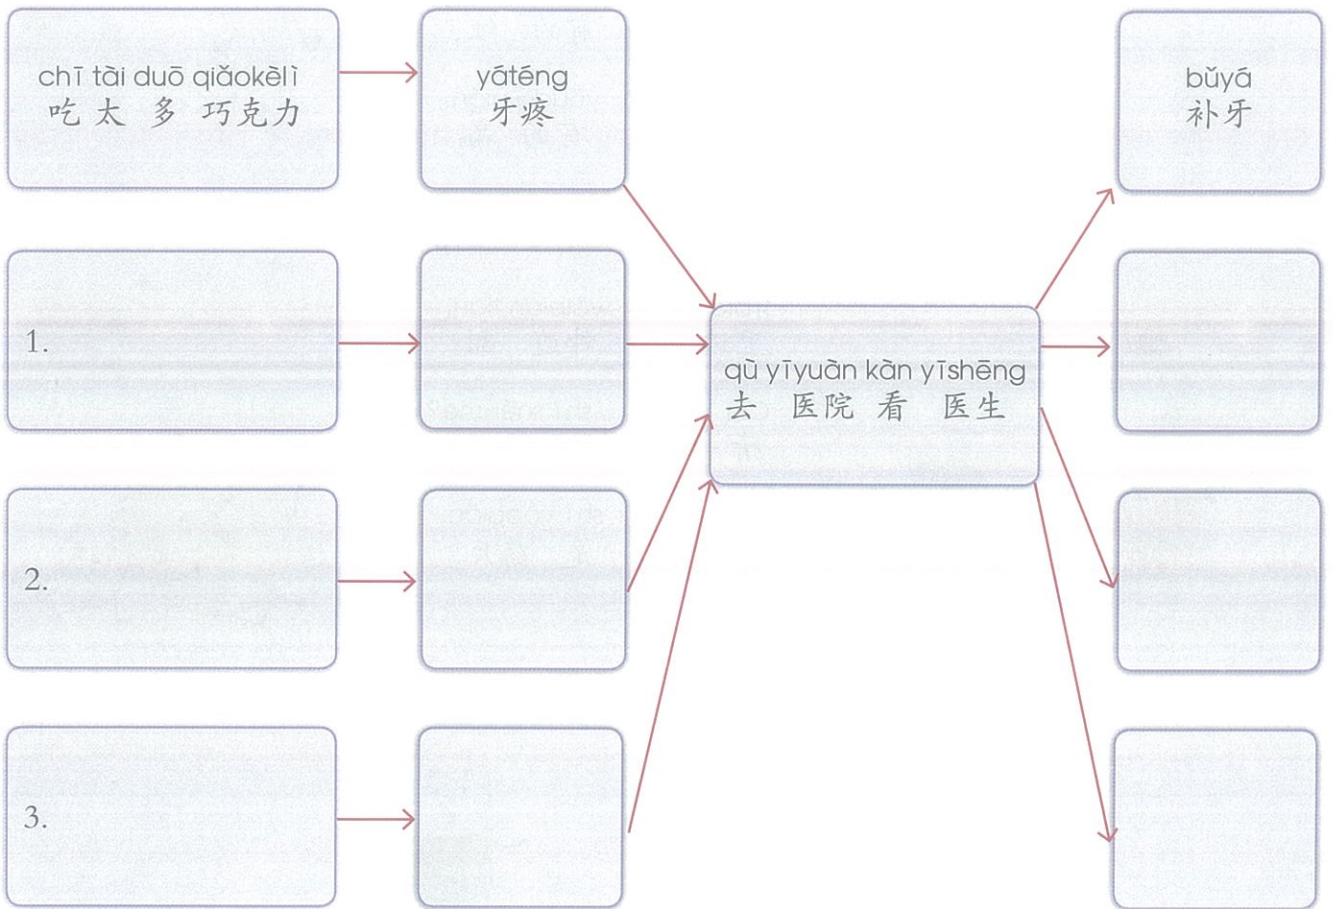 chī tài duō qiǎokèlì
吃 太 多 巧克力
yáténg
牙疼
bǔyá
补牙
1.
qù yīyuàn kàn yīshēng
去 医院 看 医生
2.
3.